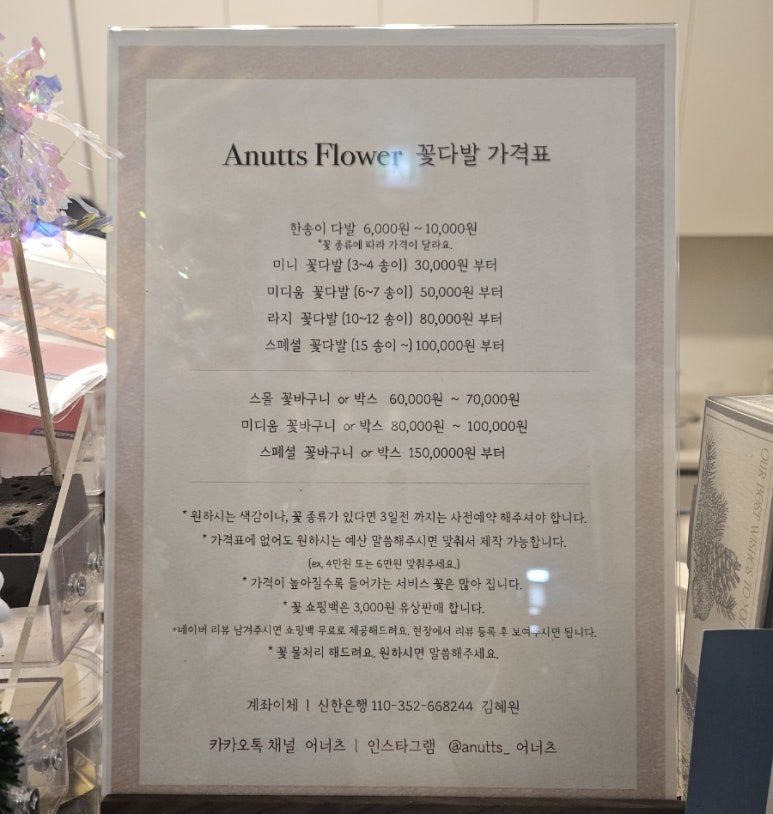 Anutts Flower 꽃다발 가격표
한송이 다발 6,000원 ~ 10,000원
*꽃 종류에 따라 가격이 달라요.
미니 꽃다발 (3~4 송이) 30,000원 부터
미디움 꽃다발 (6~7 송이) 50,000원 부터
라지 꽃다발 (10~12 송이) 80,000원 부터
스페셜 꽃다발 (15 송이 ~) 100,000원 부터
스몰 꽃바구니 or 박스 60,000원 ~ 70,000원
미디움 꽃바구니 or 박스 80,000원 ~ 100,000원
스페셜 꽃바구니 or 박스 150,0000원 부터
* 원하시는 색감이나, 꽃 종류가 있다면 3일전 까지는 사전예약 해주셔야 합니다.
* 가격표에 없어도 원하시는 예산 말씀해주시면 맞춰서 제작 가능합니다.
(ex, 4만원 또는 6만원 맞춰주세요.)
* 가격이 높아질수록 들어가는 서비스 꽃은 많아 집니다.
* 꽃 쇼핑백은 3,000원 유상판매 합니다.
+네이버 리뷰 남겨주시면 쇼핑백 무료로 제공해드려요. 현장에서 리뷰 등록 후 보여주시면 됩니다.
* 꽃 물처리 해드려요. 원하시면 말씀해주세요.
계좌이체 | 신한은행 110-352-668244 김혜원
카카오톡 채널 어너츠 | 인스타그램 @anutts_ 어너츠
OUR BEST WISHES TO YOU